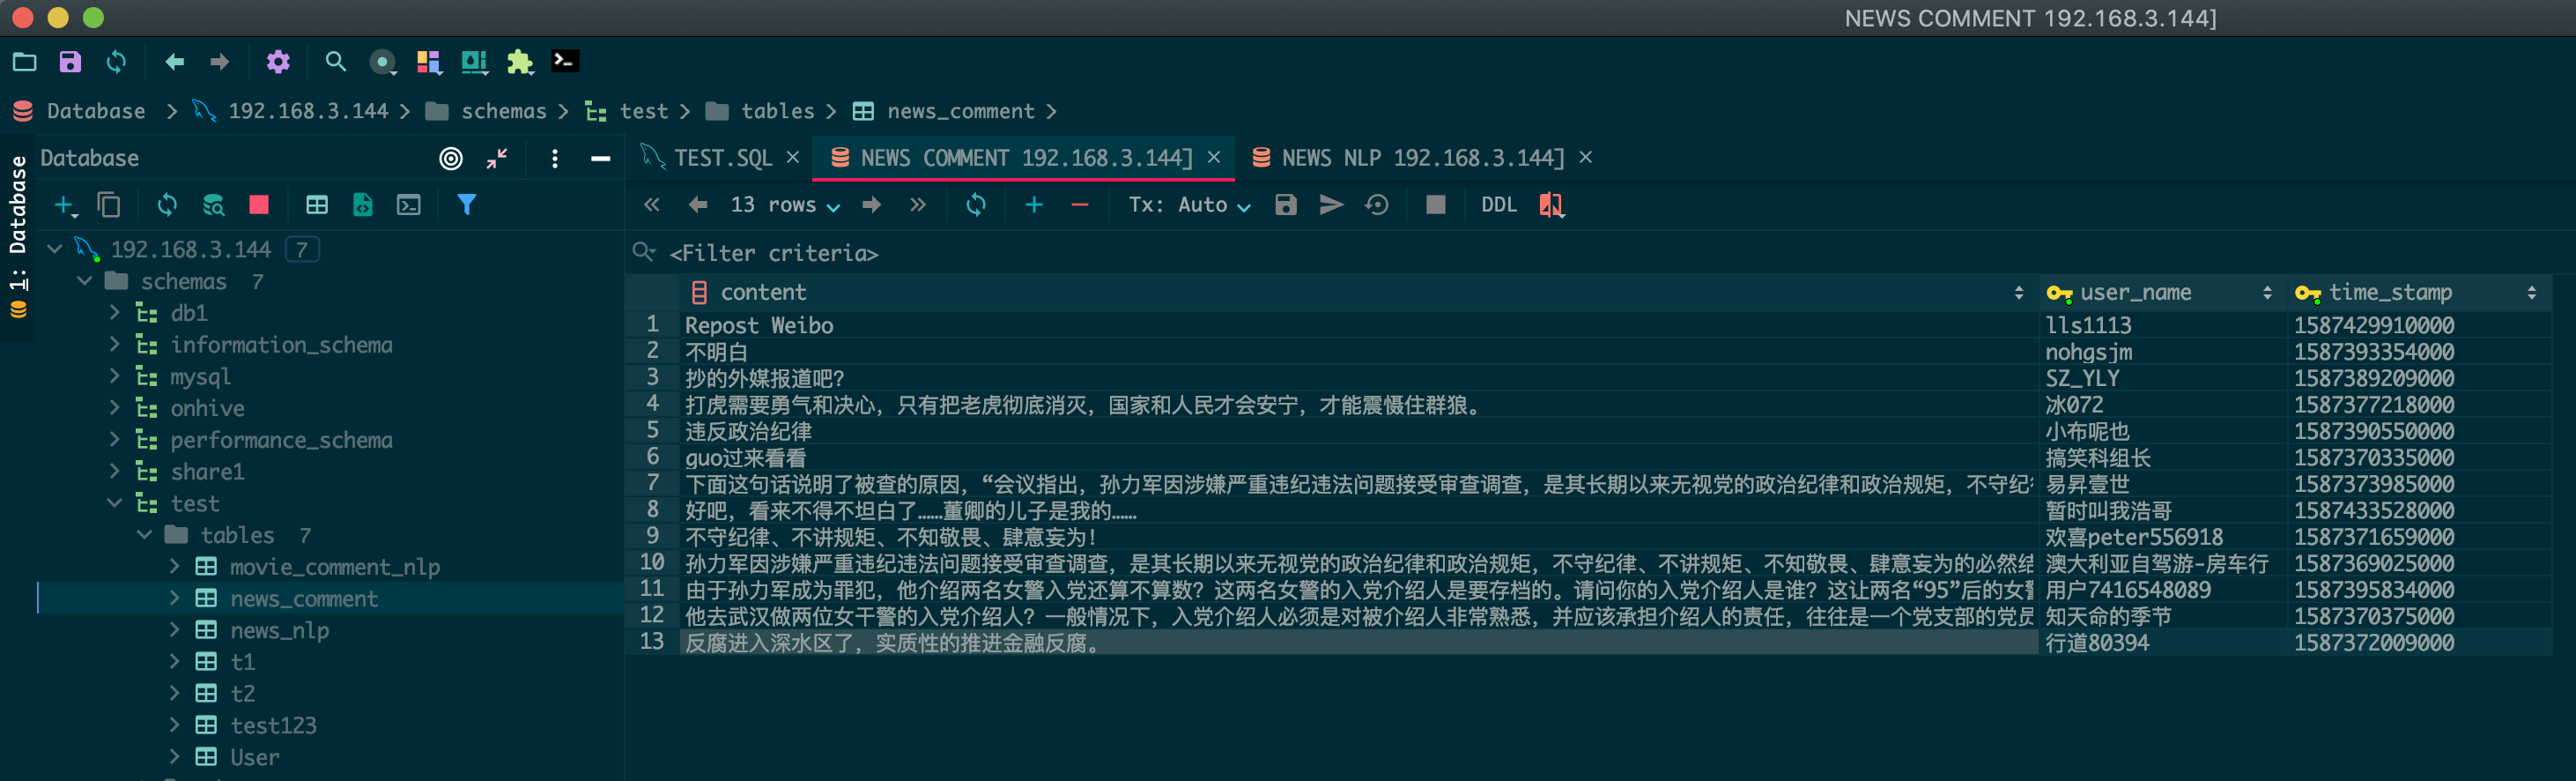 NEWS COMMENT 192.168.3.144]
Database 192.168.3.144 schemas test tables news_comment
1: Database
Database
TEST.SQL NEWS COMMENT 192.168.3.144] NEWS NLP 192.168.3.144]
13 rows Tx: Auto DDL
192.168.3.144 7
schemas 7
db1
information_schema
mysql
onhive
performance_schema
share1
test
tables 7
movie_comment_nlp
news_comment
news_nlp
t1
t2
test123
User
<Filter criteria>
content user_name time_stamp
1 Repost Weibo lls1113 1587429910000
2 不明白 nohgsjm 1587393354000
3 抄的外媒报道吧? SZ_YLY 1587389209000
4 打虎需要勇气和决心，只有把老虎彻底消灭，国家和人民才会安宁，才能震慑住群狼。 冰072 1587377218000
5 违反政治纪律 小布呢也 1587390550000
6 guo过来看看 搞笑科组长 1587370335000
7 下面这句话说明了被查的原因，“会议指出，孙力军因涉嫌严重违纪违法问题接受审查调查，是其长期以来无视党的政治纪律和政治规矩，不守纪 易昇壹世 1587373985000
8 好吧，看来不得不坦白了……董卿的儿子是我的…… 暂时叫我浩哥 1587433528000
9 不守纪律、不讲规矩、不知敬畏、肆意妄为！ 欢喜peter556918 1587371659000
10 孙力军因涉嫌严重违纪违法问题接受审查调查，是其长期以来无视党的政治纪律和政治规矩，不守纪律、不讲规矩、不知敬畏、肆意妄为的必然结 澳大利亚自驾游-房车行 1587369025000
11 由于孙力军成为罪犯，他介绍两名女警入党还算不算数？这两名女警的入党介绍人是要存档的。请问你的入党介绍人是谁？这让两名“95”后的女警 用户7416548089 1587395834000
12 他去武汉做两位女干警的入党介绍人？一般情况下，入党介绍人必须是对被介绍人非常熟悉，并应该承担介绍人的责任，往往是一个党支部的党员 知天命的季节 1587370375000
13 反腐进入深水区了，实质性的推进金融反腐。 行道80394 1587372009000